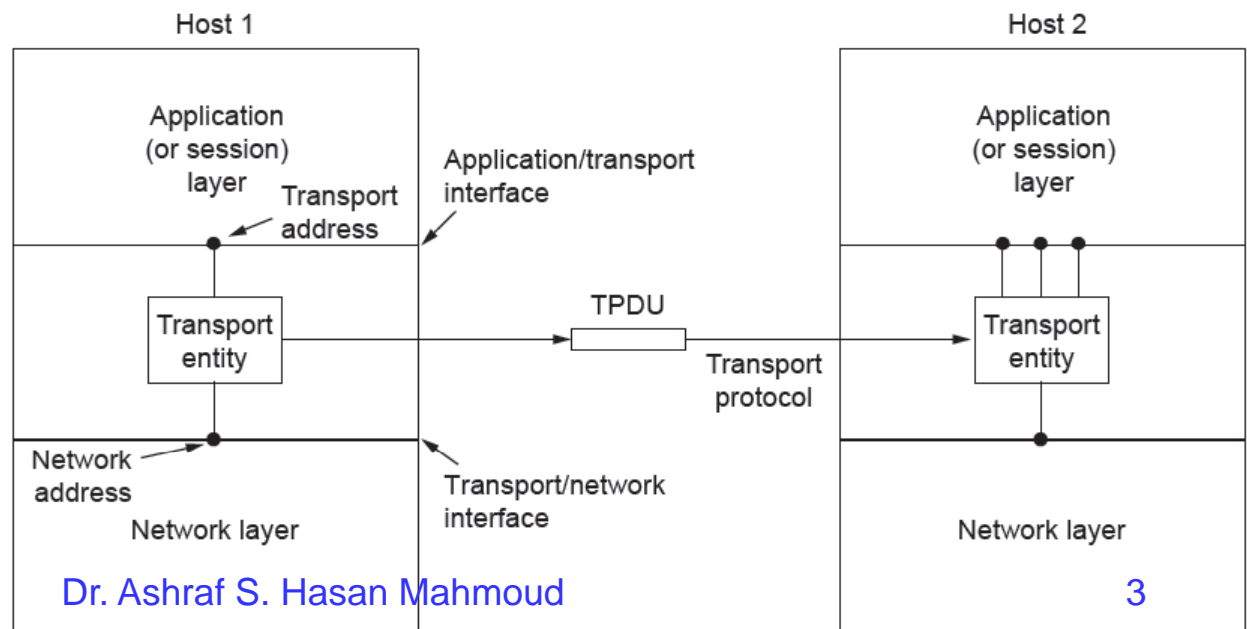 Host 1
Host 2
Application
(or session)
layer
Transport
address
Application/transport
interface
Application
(or session)
layer
Transport
entity
TPDU
Transport
protocol
Transport
entity
Network
address
Transport/network
interface
Network layer
Network layer
Dr. Ashraf S. Hasan Mahmoud
3